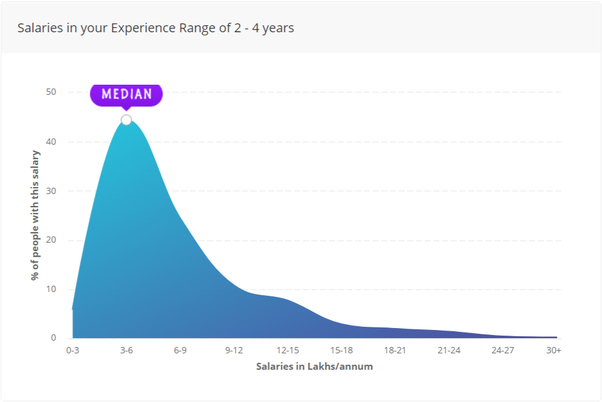 Salaries in your Experience Range of 2 - 4 years
MEDIAN
50
40
30
20
10
0
% of people with this salary
0-3 3-6 6-9 9-12 12-15 15-18 18-21 21-24 24-27 30+
Salaries in Lakhs/annum